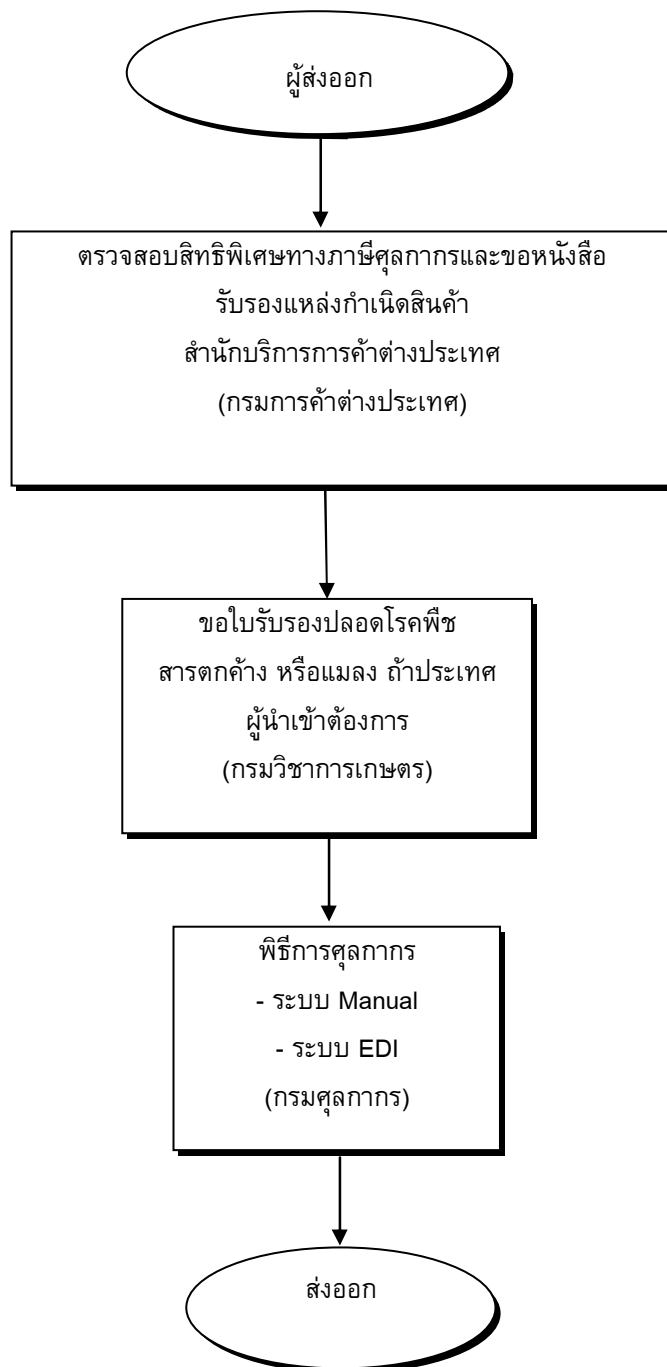 ผู้ส่งออก
ตรวจสอบสิทธิพิเศษทางภาษีศุลกากรและขอหนังสือ
รับรองแหล่งกำเนิดสินค้า
สำนักบริการการค้าต่างประเทศ
(กรมการค้าต่างประเทศ)
ขอใบรับรองปลอดโรคพืช
สารตกค้าง หรือแมลง ถ้าประเทศ
ผู้นำเข้าต้องการ
(กรมวิชาการเกษตร)
พิธีการศุลกากร
- ระบบ Manual
- ระบบ EDI
(กรมศุลกากร)
ส่งออก